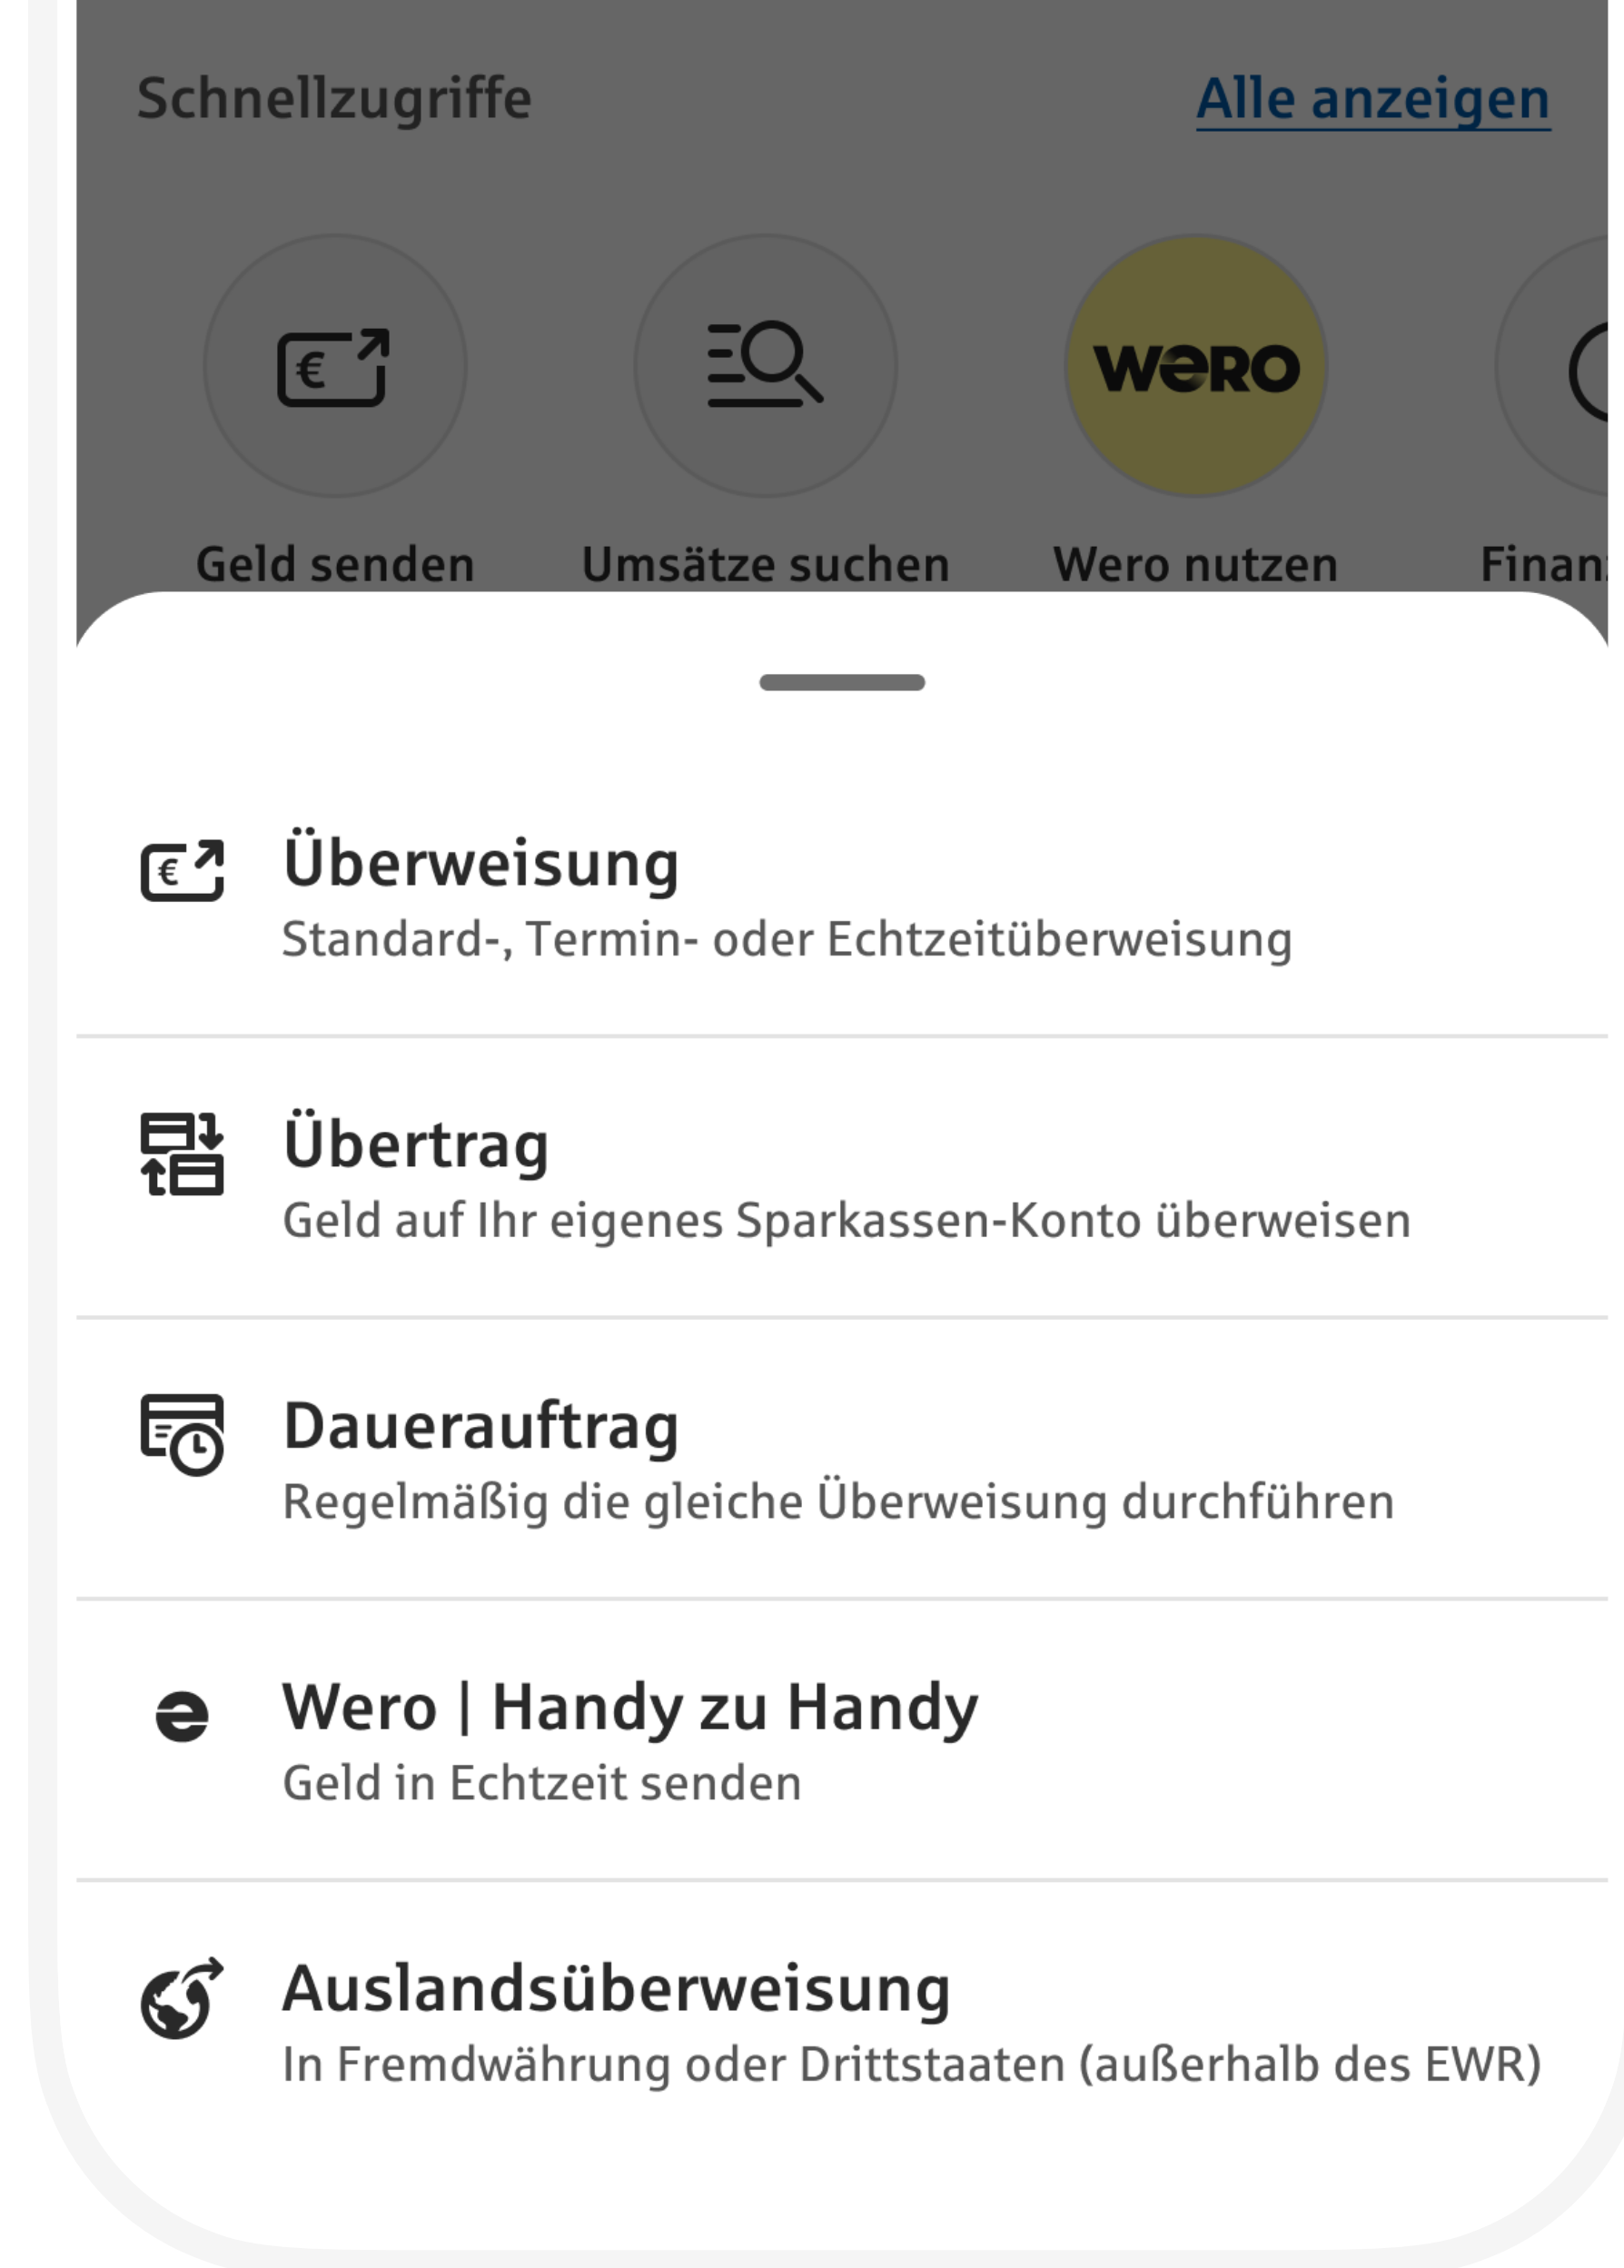 Schnellzugriffe
Alle anzeigen
€
wero
Geld senden
Umsätze suchen
Wero nutzen
€
Überweisung
Standard-, Termin- oder Echtzeitüberweisung
Übertrag
Geld auf Ihr eigenes Sparkassen-Konto überweisen
Dauerauftrag
Regelmäßig die gleiche Überweisung durchführen
e
Wero | Handy zu Handy
Geld in Echtzeit senden
Auslandsüberweisung
In Fremdwährung oder Drittstaaten (außerhalb des EWR)